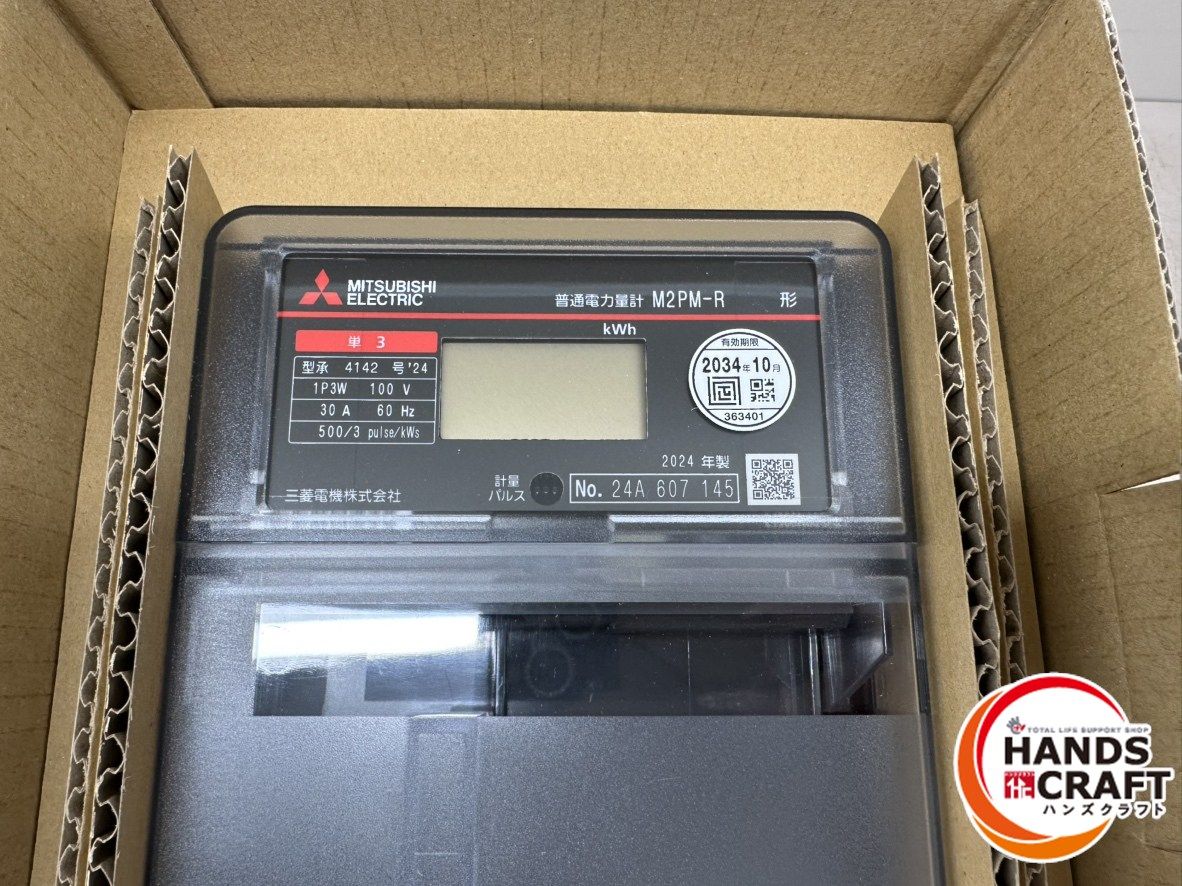 MITSUBISHI
ELECTRIC
普通電力量計 M2PM-R 形
kWh
単 3
型承 4142 号'24
1P3W 100 V
30 A 60 Hz
500/3 pulse/kWs
有効期限
2034年10月
363401
2024 年製
計量
パルス
No. 24A 607 145
三菱電機株式会社
TOTAL LIFE SUPPORT SHOP
HANDS
CRAFT
ハンズクラフト